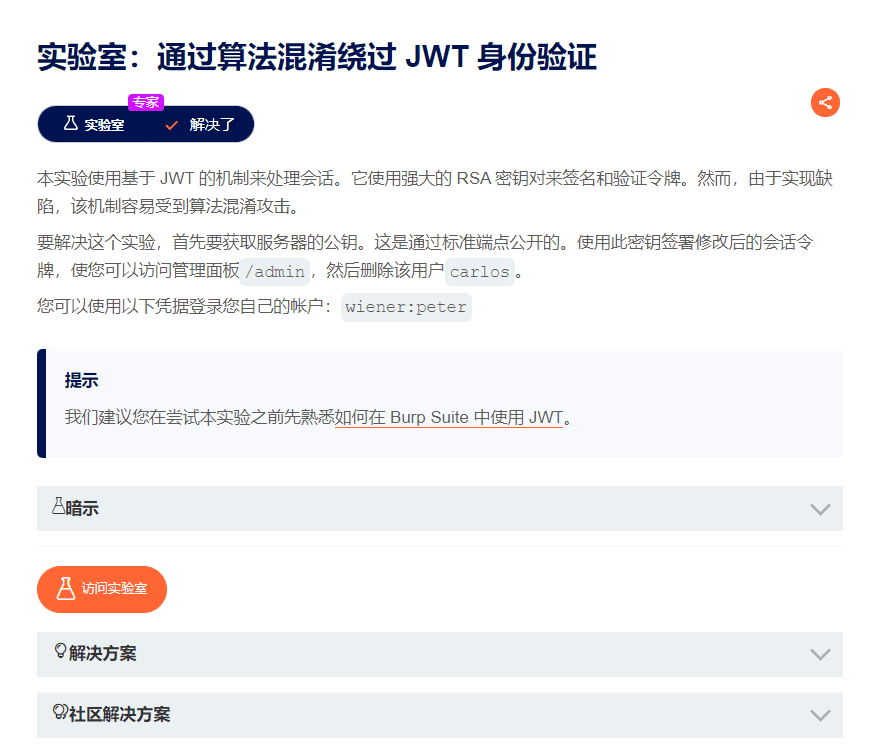 实验室：通过算法混淆绕过 JWT 身份验证
专家
实验室 解决了
本实验使用基于 JWT 的机制来处理会话。它使用强大的 RSA 密钥对来签名和验证令牌。然而，由于实现缺
陷，该机制容易受到算法混淆攻击。
要解决这个实验，首先要获取服务器的公钥。这是通过标准端点公开的。使用此密钥签署修改后的会话令
牌，使您可以访问管理面板/admin，然后删除该用户carlos。
您可以使用以下凭据登录您自己的帐户：wiener:peter
提示
我们建议您在尝试本实验之前先熟悉如何在 Burp Suite 中使用 JWT。
暗示
访问实验室
解决方案
社区解决方案